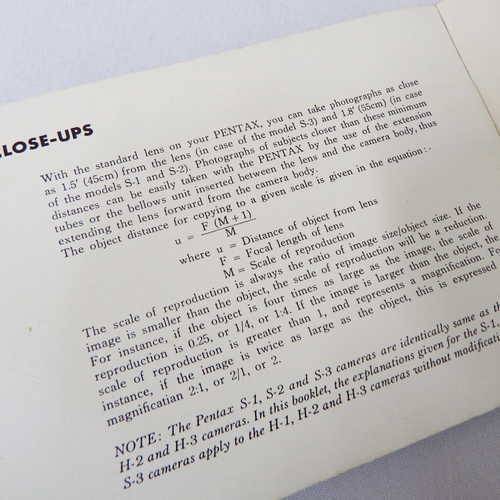 LOSE-UPS
With the standard lens on your PENTAX, you can take photographs as close
as 1.5' (45cm) from the lens (in case of the model S-3) and 1.8' (55cm) (in case
of the models S-1 and S-2). Photographs of subjects closer than these minimum
distances can be easily taken with the PENTAX by the use of the extension
tubes or the bellows unit inserted between the lens and the camera body, thus
extending the lens forward from the camera body.
The object distance for copying to a given scale is given in the equation:-
u = F (M + 1)
M
where u = Distance of object from lens
F = Focal length of lens
M = Scale of reproduction
The scale of reproduction is always the ratio of image size/object size. If the
image is smaller than the object, the scale of reproduction will be a reduction.
For instance, if the object is four times as large as the image, the scale of
reproduction is 0.25, or 1/4, or 1:4. If the image is larger than the object, the
scale of reproduction is greater than 1, and represents a magnification. Fo
instance, if the image is twice as large as the object, this is expressed
magnificatian 2:1, or 2/1, or 2.
NOTE: The Pentax S-1, S-2 and S-3 cameras are identically same as th
H-2 and H-3 cameras. In this booklet, the explanations given for the S-1,
S-3 cameras apply to the H-1, H-2 and H-3 cameras without modificati